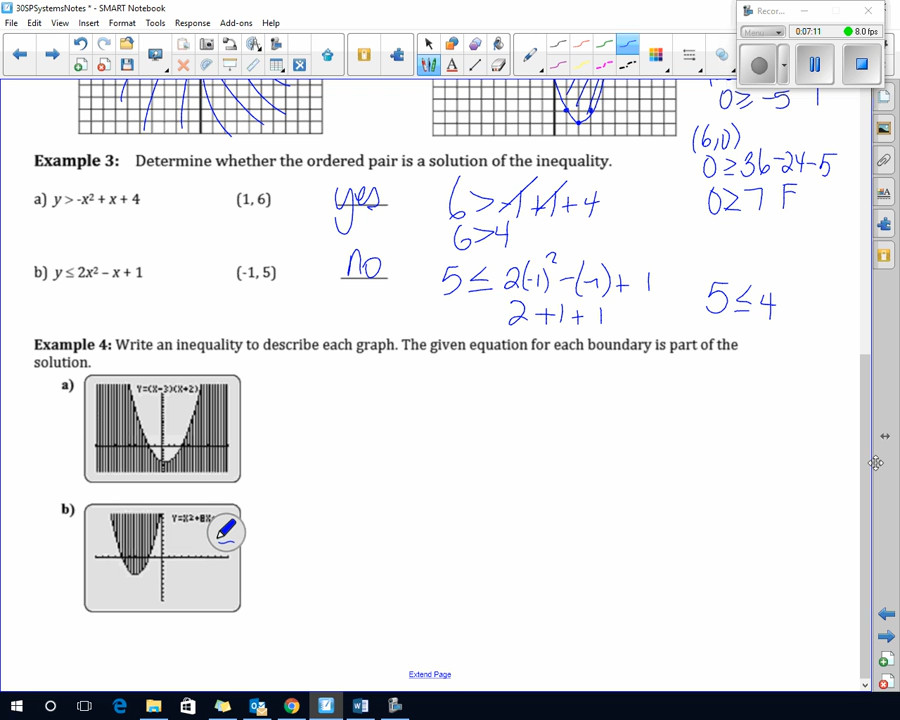 30SPSystemsNotes * - SMART Notebook
Recor...
File Edit View Insert Format Tools Response Add-ons Help
Menu
0:07:11
8.0 fps
0 ≥ -5
(6,0)
0 ≥ 36-24-5
0 ≥ 7 F
Example 3: Determine whether the ordered pair is a solution of the inequality.
a) y > -x² + x + 4 (1, 6) yes 6 > -1 + 1 + 4
6 > 4
b) y ≤ 2x² – x + 1 (-1, 5) no 5 ≤ 2(-1)² - (-1) + 1
2 + 1 + 1 5 ≤ 4
Example 4: Write an inequality to describe each graph. The given equation for each boundary is part of the
solution.
a)
Y=(X-3)(X+2)
b)
Y=X²+8X
Extend Page